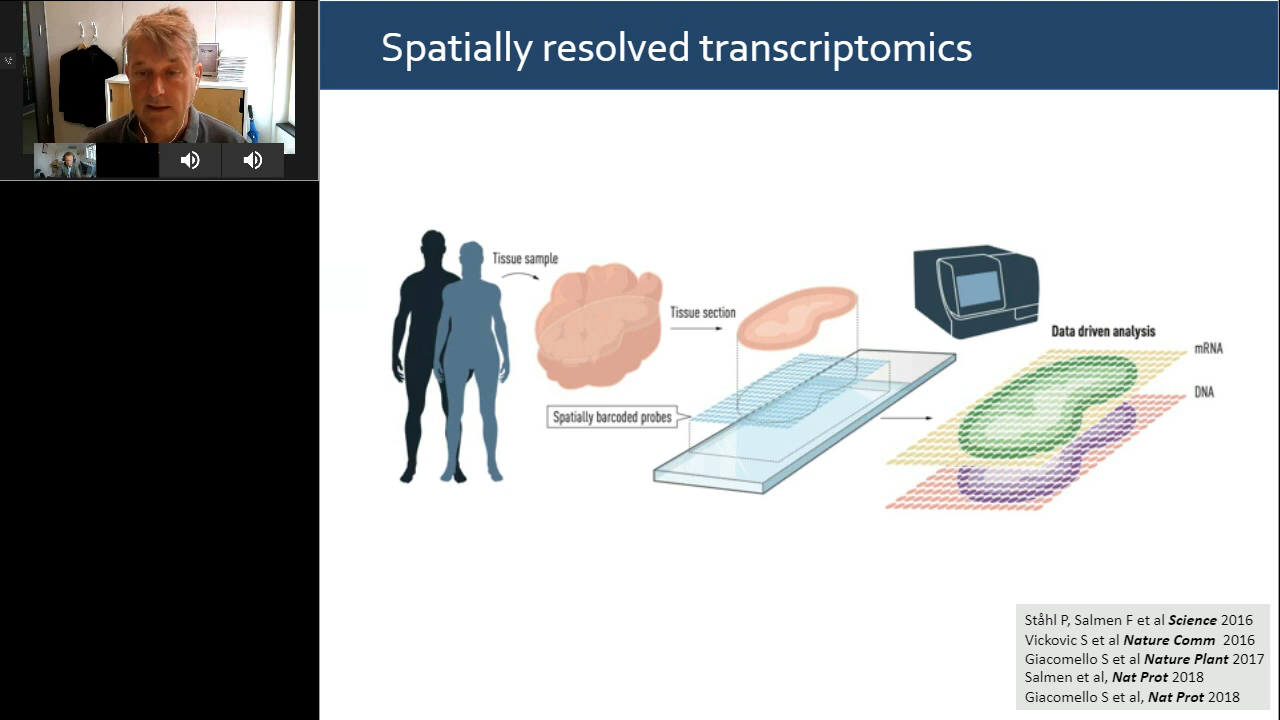 Spatially resolved transcriptomics
Tissue sample
Tissue section
Spatially barcoded probes
Data driven analysis
mRNA
DNA
Ståhl P, Salmen F et al Science 2016
Vickovic S et al Nature Comm 2016
Giacomello S et al Nature Plant 2017
Salmen et al, Nat Prot 2018
Giacomello S et al, Nat Prot 2018